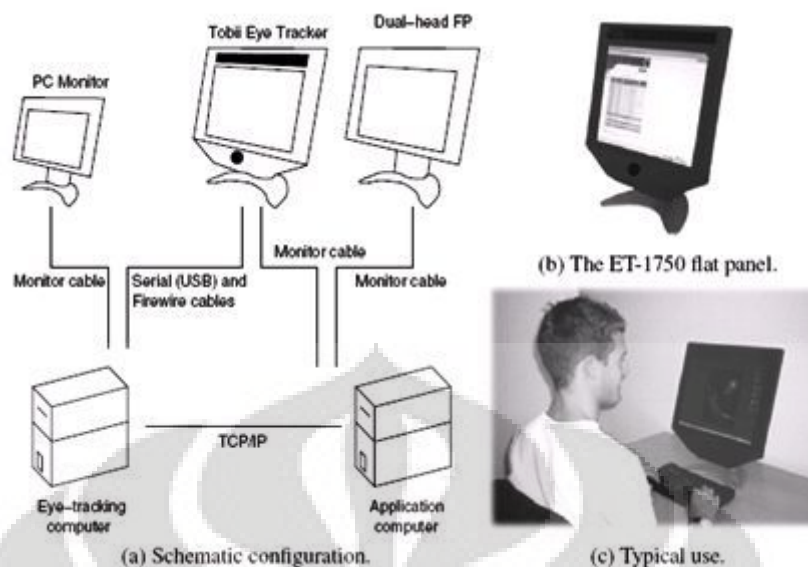 Dual-head FP
Tobii Eye Tracker
PC Monitor
Monitor cable
Monitor cable
Serial (USB) and
Firewire cables
Monitor cable
TCP/IP
Eye-tracking
computer
Application
computer
(a) Schematic configuration.
(b) The ET-1750 flat panel.
(c) Typical use.